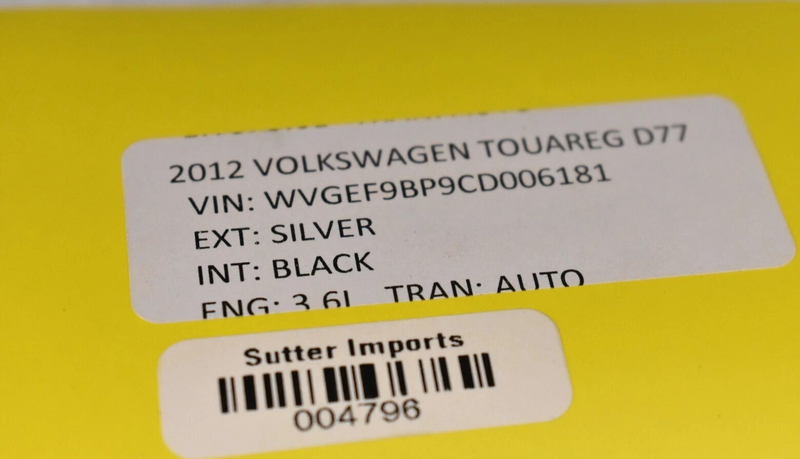 2012 VOLKSWAGEN TOUAREG D77
VIN: WVGEF9BP9CD006181
EXT: SILVER
INT: BLACK
ENG: 3.6L TRAN: AUTO
Sutter Imports
004796